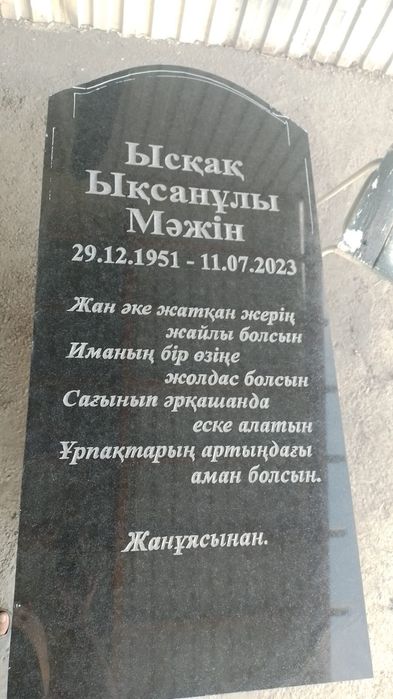 Ысқақ
Ықсанұлы
Мәжін
29.12.1951 - 11.07.2023
Жан әке жатқан жерің
жайлы болсын
Иманың бір өзіңе
жолдас болсын
Сағынып әрқашанда
еске алатын
Ұрпақтарың артыңдағы
аман болсын.
Жанұясынан.